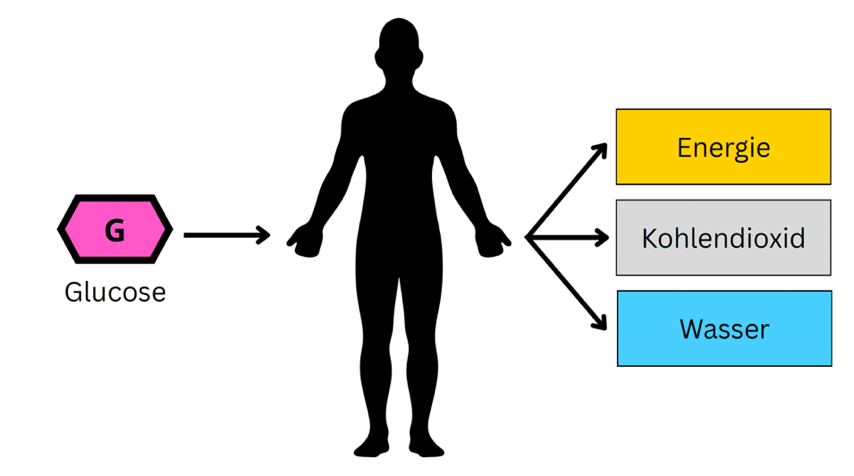 G
Glucose
Energie
Kohlendioxid
Wasser